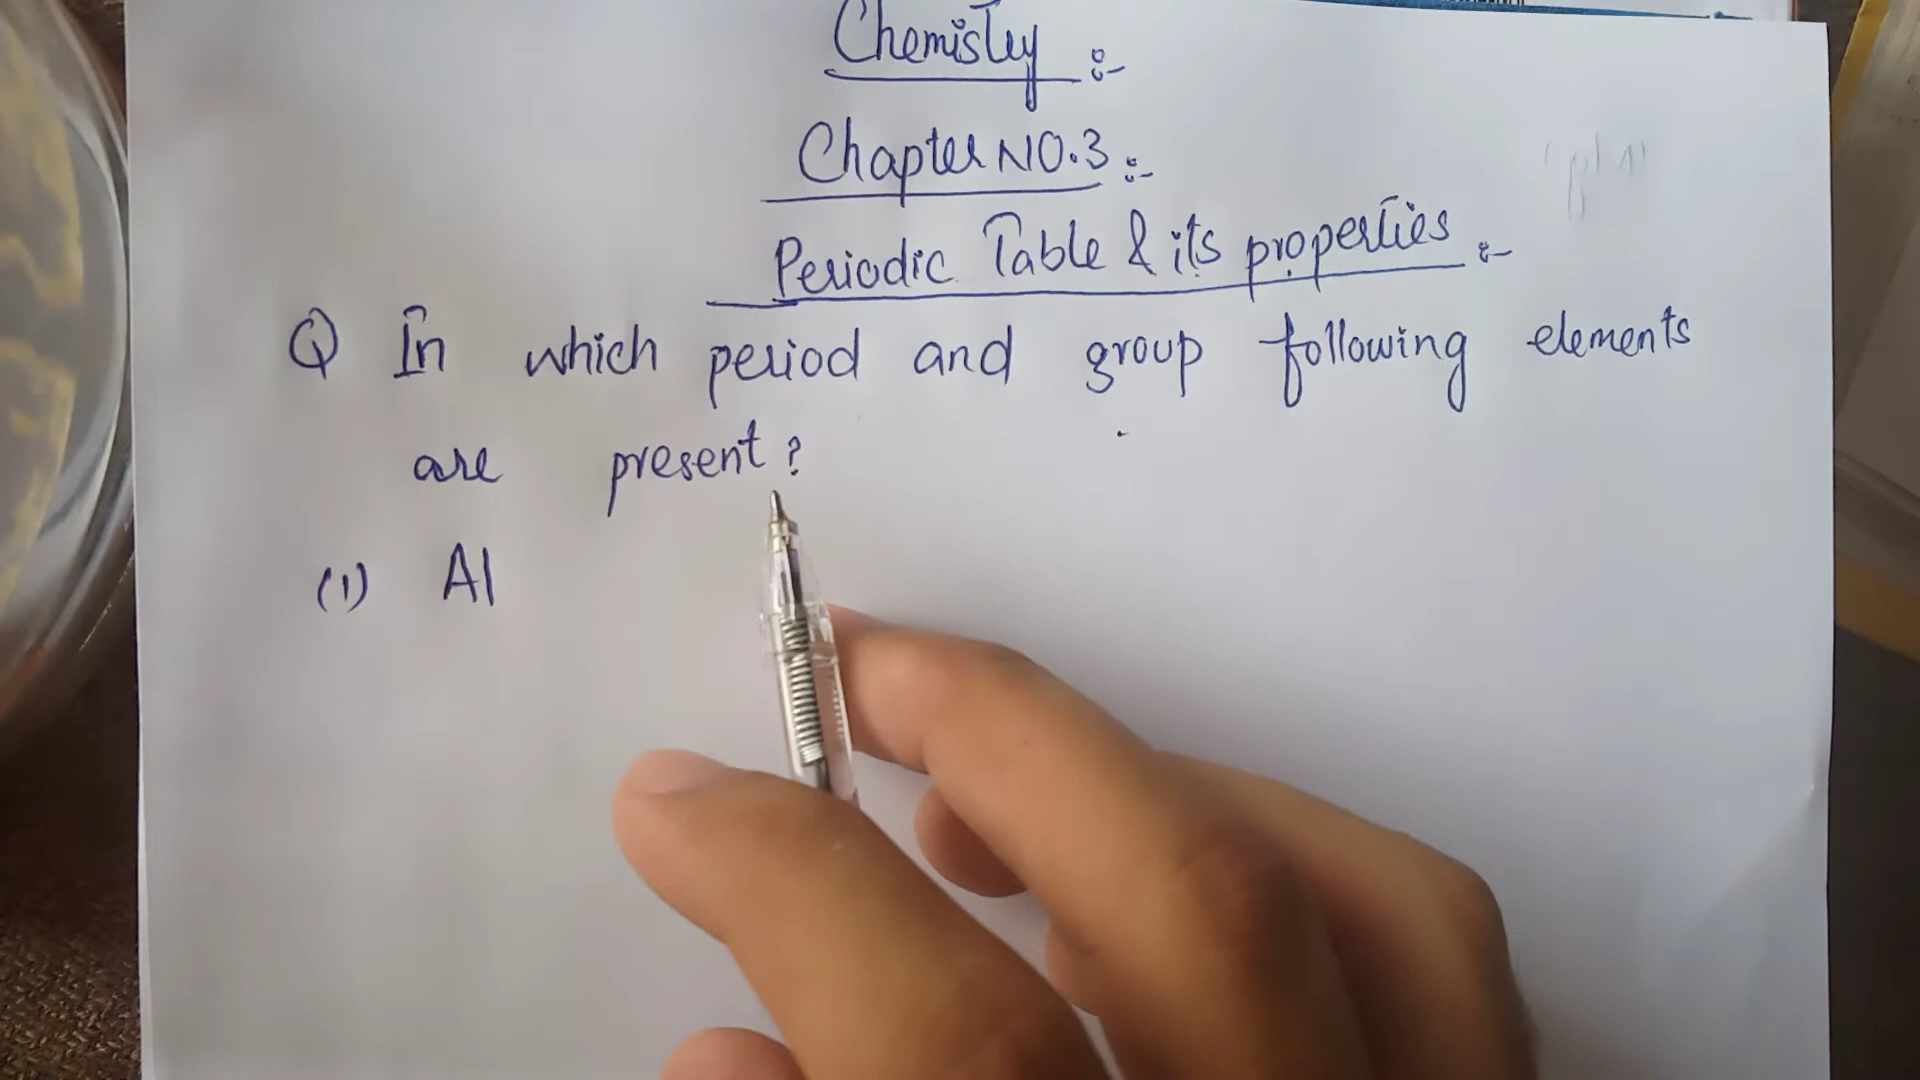 Chemistry :-
Chapter NO.3 :-
Periodic Table & its properties :-
Q In which period and group following elements
are present?
(1) Al